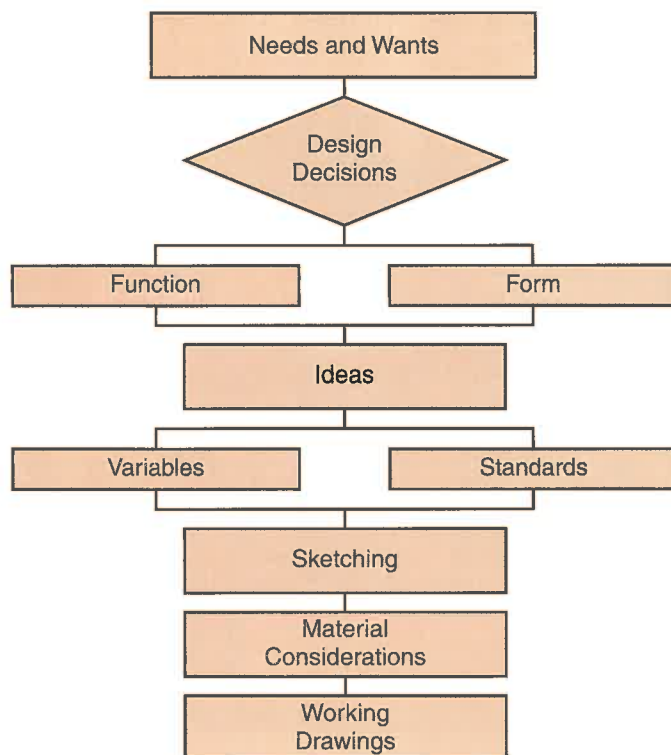 Needs and Wants
Design
Decisions
Function
Form
Ideas
Variables
Standards
Sketching
Material
Considerations
Working
Drawings